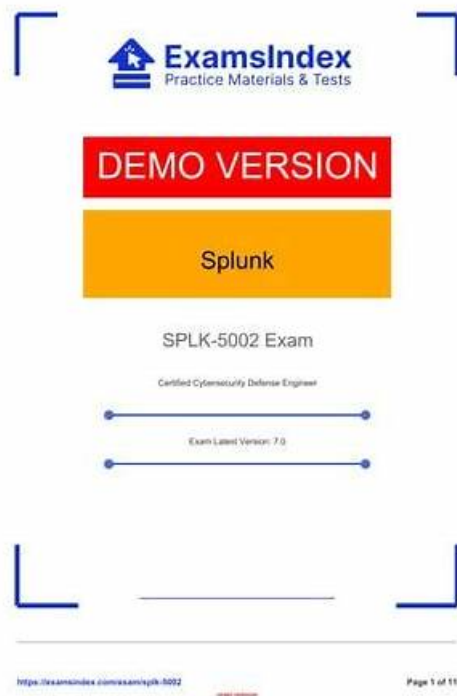 ExamsIndex
Practice Materials & Tests
DEMO VERSION
Splunk
SPLK-5002 Exam
Certified Cybersecurity Defense Engineer
Exam Latest Version: 7.0
https://examsindex.com/exam/splk-5002
Page 1 of 11